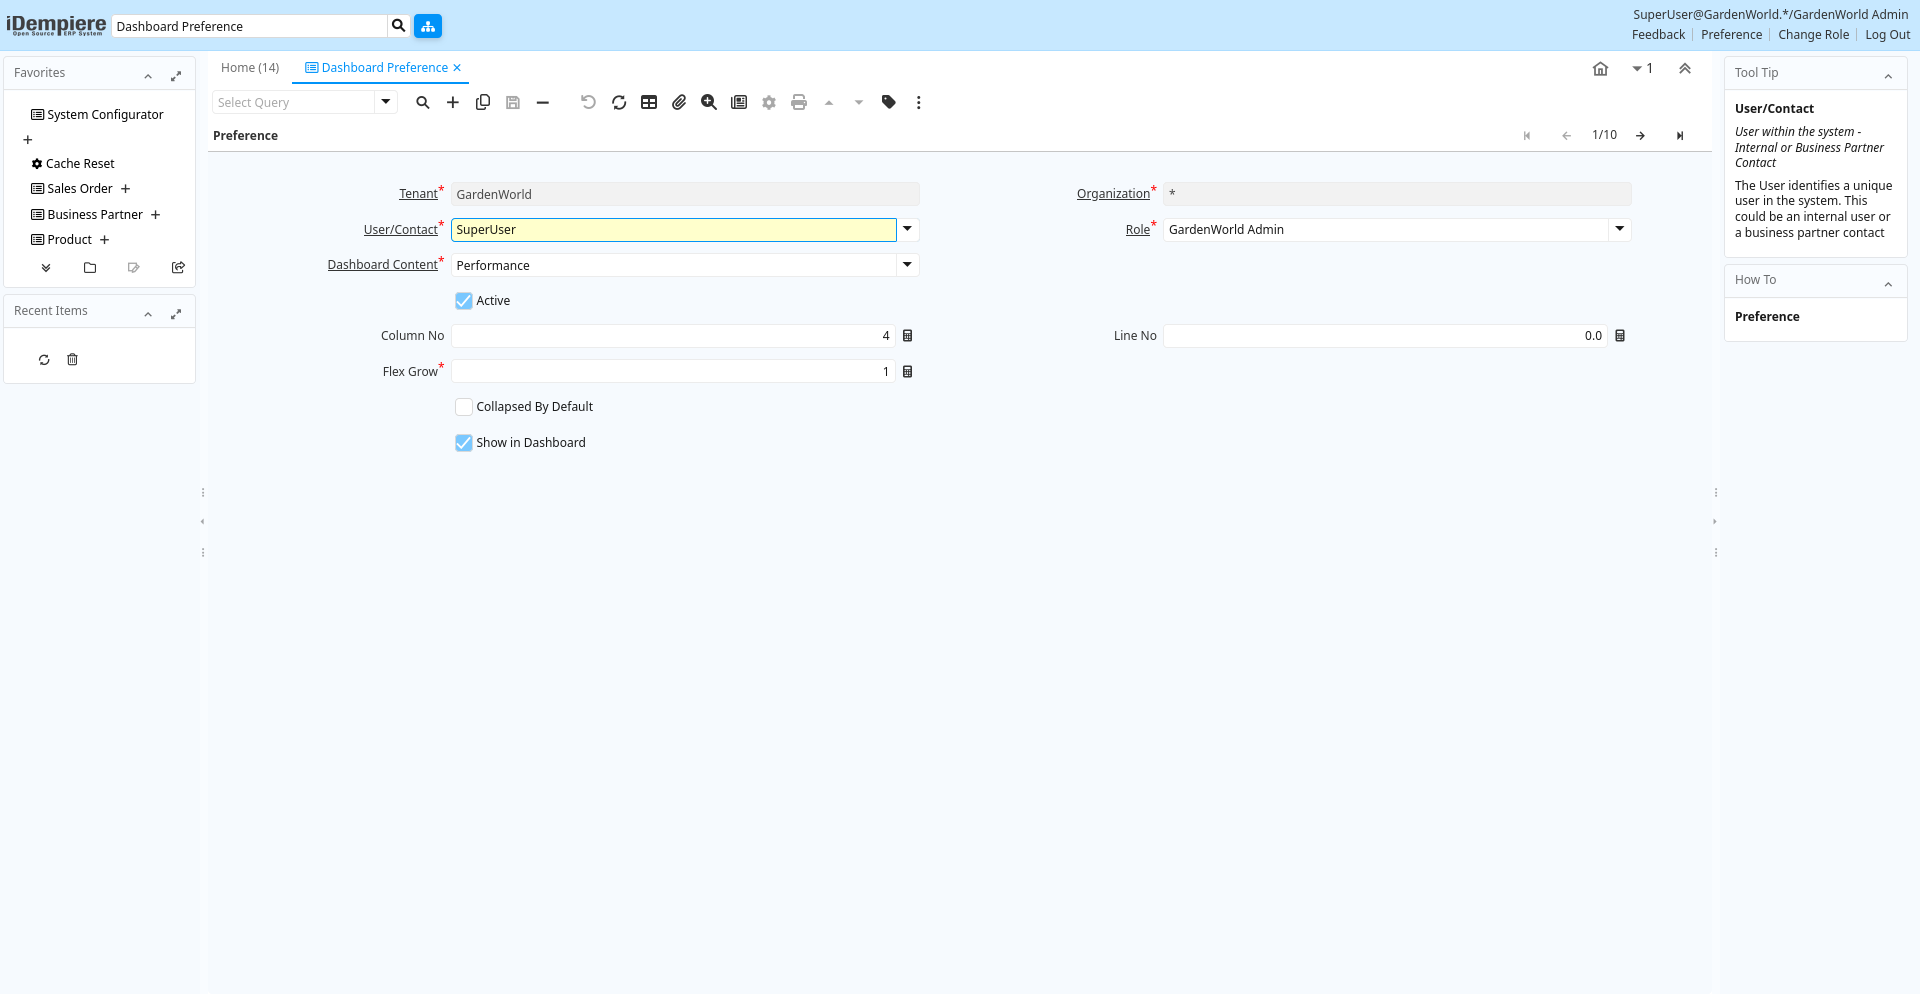 iDempiere
Open Source ERP System
Dashboard Preference
SuperUser@GardenWorld.*/GardenWorld Admin
Feedback
Preference
Change Role
Log Out
Favorites
System Configurator
Cache Reset
Sales Order
Business Partner
Product
Recent Items
Home (14)
Dashboard Preference
1
Select Query
Preference
1/10
Tenant*
GardenWorld
Organization*
*
User/Contact*
SuperUser
Role*
GardenWorld Admin
Dashboard Content*
Performance
Active
Column No
4
Line No
0.0
Flex Grow*
1
Collapsed By Default
Show in Dashboard
Tool Tip
User/Contact
User within the system -
Internal or Business Partner
Contact
The User identifies a unique
user in the system. This
could be an internal user or
a business partner contact
How To
Preference